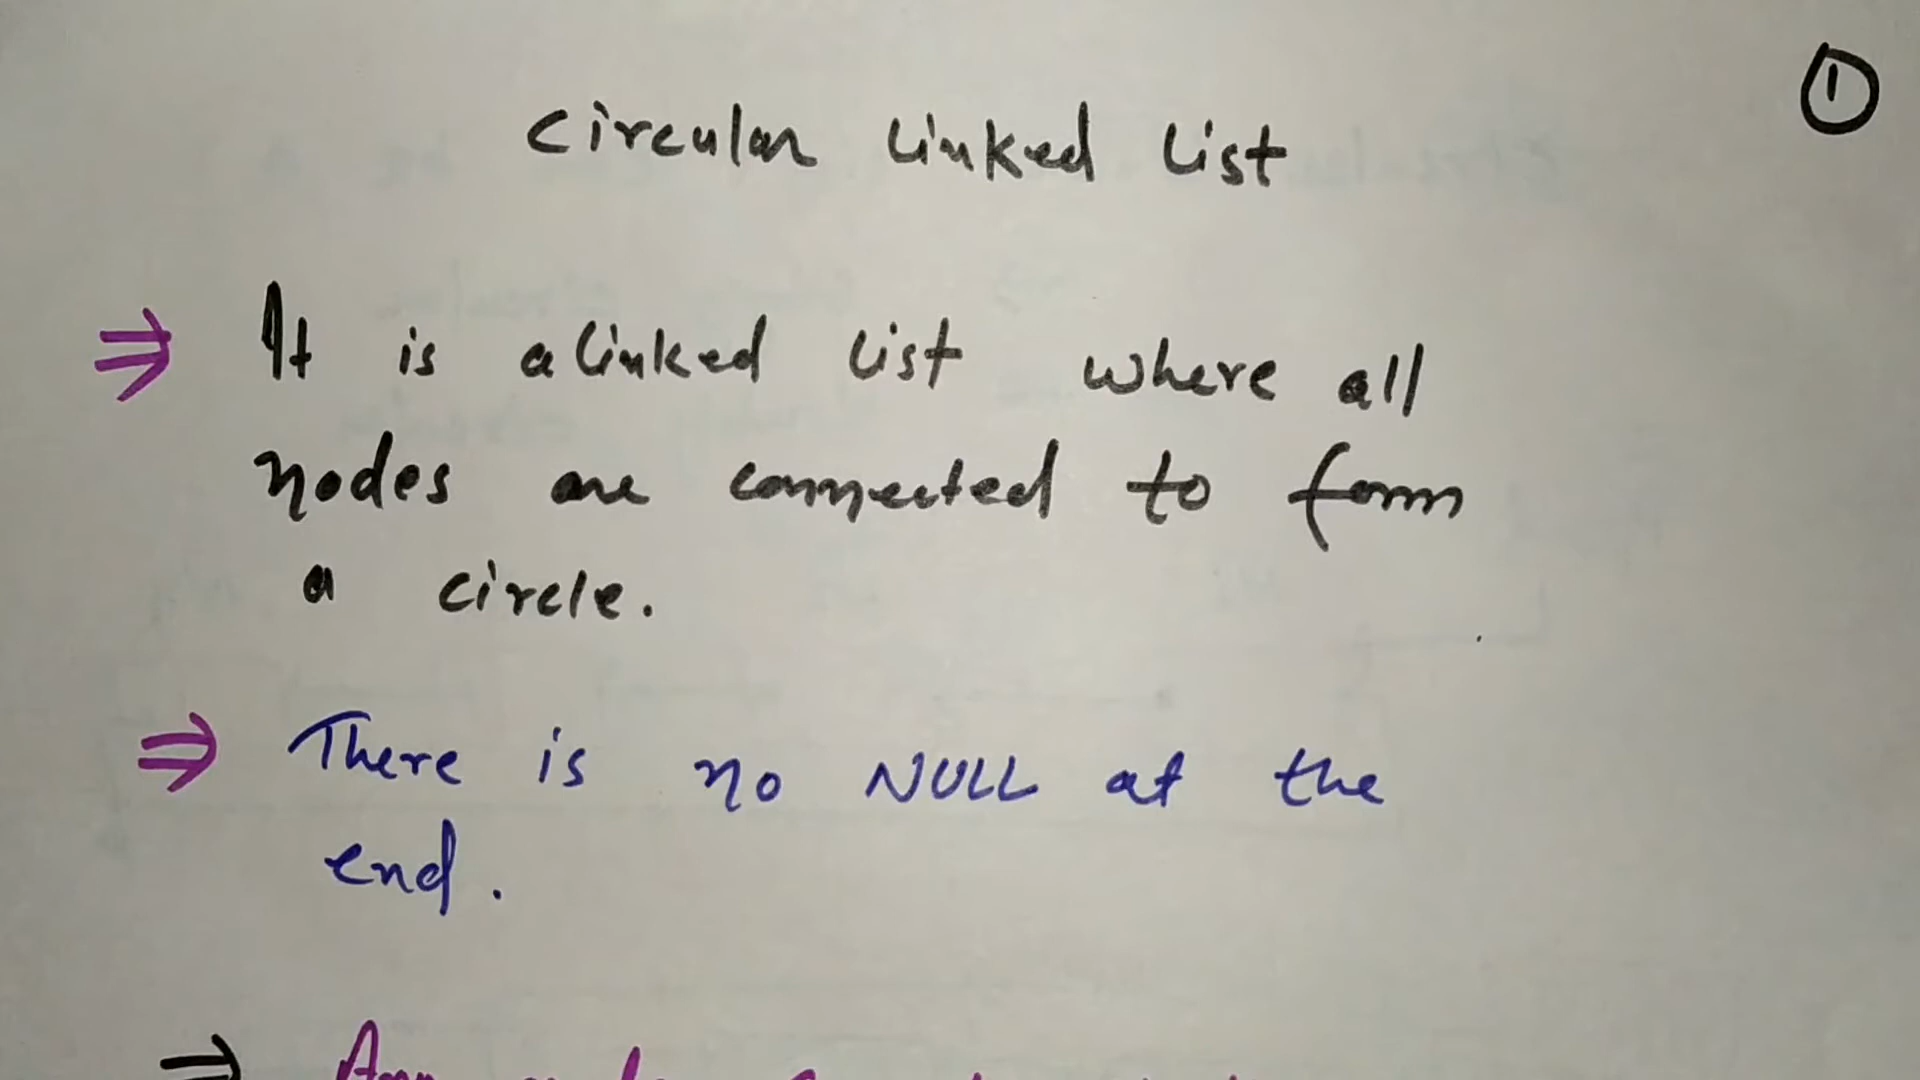 1
Circular Linked List
⇒ It is a linked list where all
nodes are connected to form
a circle.
⇒ There is no NULL at the
end.
⇒ Any